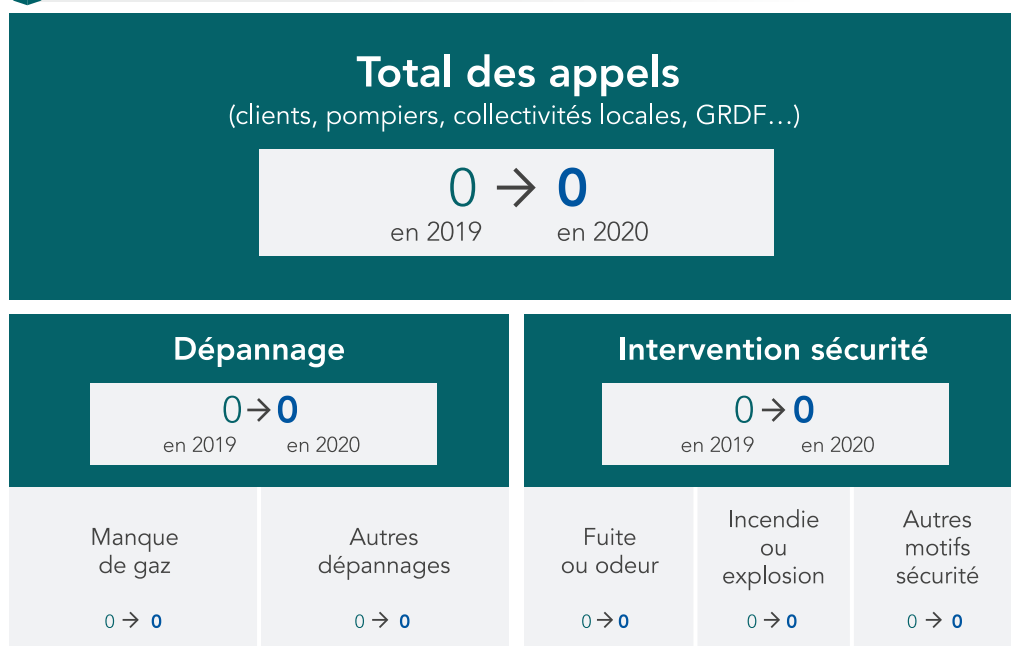 Total des appels
(clients, pompiers, collectivités locales, GRDF...)
0 → 0
en 2019 en 2020
Dépannage
0 → 0
en 2019 en 2020
Manque
de gaz
0 → 0
Autres
dépannages
0 → 0
Intervention sécurité
0 → 0
en 2019 en 2020
Fuite
ou odeur
0 → 0
Incendie
ou
explosion
0 → 0
Autres
motifs
sécurité
0 → 0